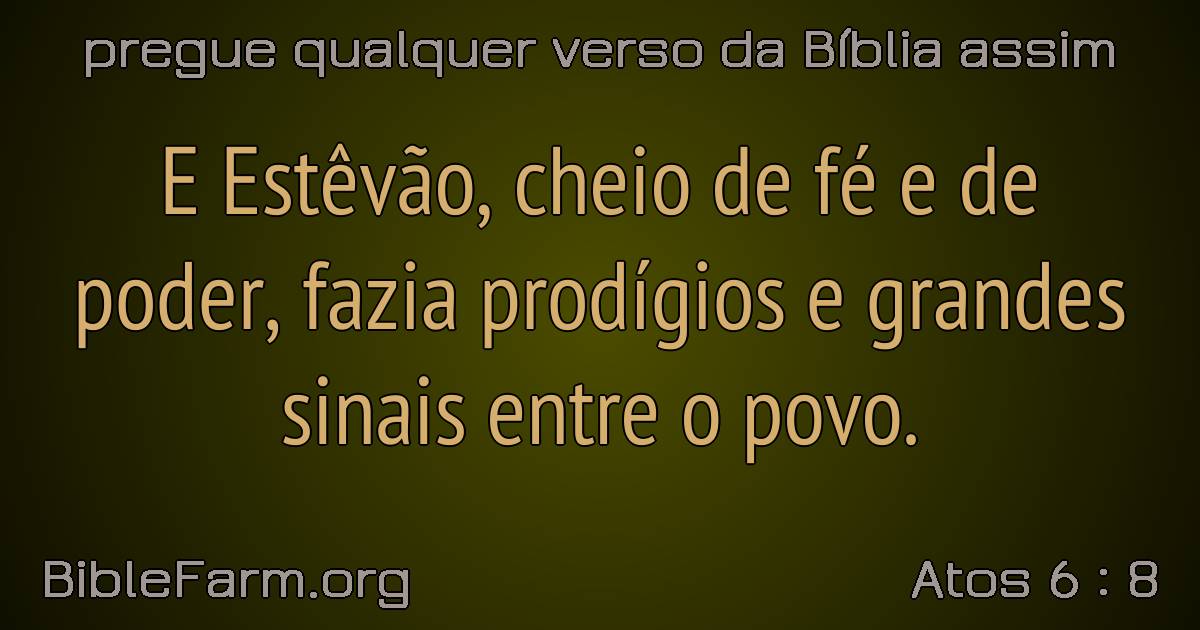 pregue qualquer verso da Bíblia assim
E Estêvão, cheio de fé e de
poder, fazia prodígios e grandes
sinais entre o povo.
BibleFarm.org
Atos 6 : 8